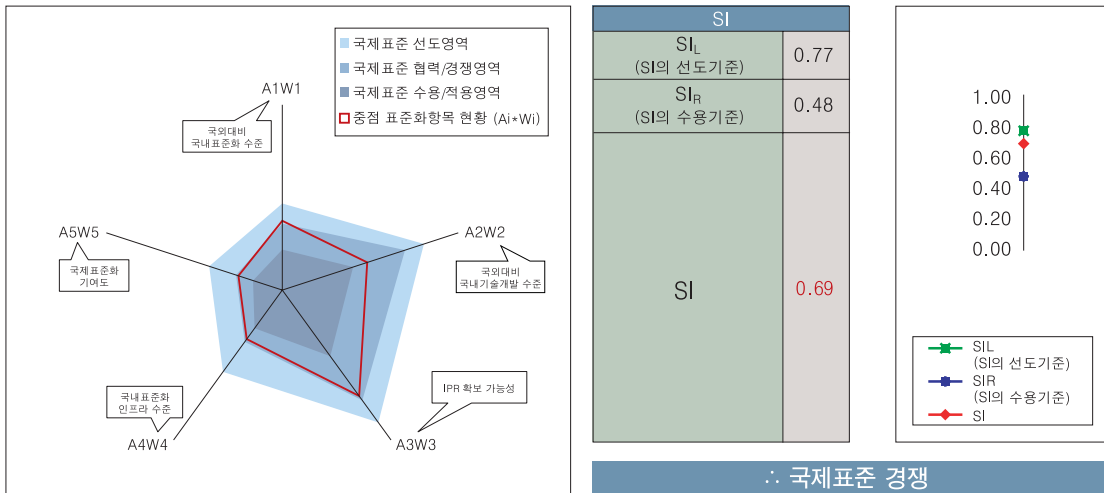 국제표준 선도영역
국제표준 협력/경쟁영역
국제표준 수용/적용영역
중점 표준화항목 현황 (Ai*Wi)
A1W1
국외대비
국내표준화 수준
A2W2
국외대비
국내기술개발 수준
A3W3
IPR 확보 가능성
A4W4
국내표준화
인프라 수준
A5W5
국제표준화
기여도
SI
SIL
(SI의 선도기준)
0.77
SIR
(SI의 수용기준)
0.48
SI
0.69
1.00
0.80
0.60
0.40
0.20
0.00
SIL
(SI의 선도기준)
SIR
(SI의 수용기준)
SI
∴ 국제표준 경쟁